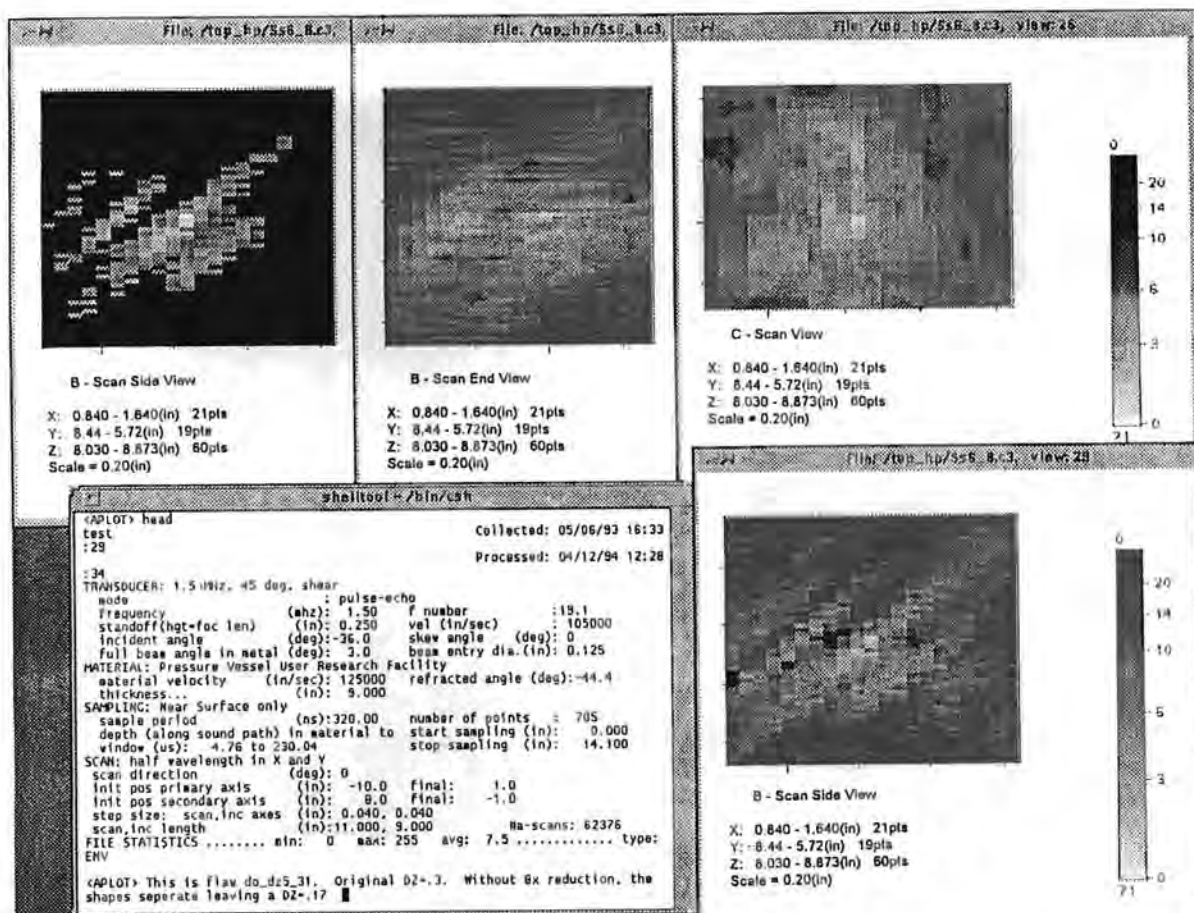 File: /top_hp/5s6_8.c3,
B - Scan Side View
X: 0.840 - 1.640(in) 21pts
Y: 8.44 - 5.72(in) 19pts
Z: 8.030 - 8.873(in) 60pts
Scale = 0.20(in)
File: /top_hp/5s6_8.c3,
B - Scan End View
X: 0.840 - 1.640(in) 21pts
Y: 8.44 - 5.72(in) 19pts
Z: 8.030 - 8.873(in) 60pts
Scale = 0.20(in)
File: /top_hp/5s6_8.c3, view: 26
C - Scan View
X: 0.840 - 1.640(in) 21pts
Y: 8.44 - 5.72(in) 19pts
Z: 8.030 - 8.873(in) 60pts
Scale = 0.20(in)
0
20
14
10
6
3
0
21
shelltool - /bin/csh
<APLOT> head
test Collected: 05/06/93 16:33
:29
Processed: 04/12/94 12:28
:34
TRANSDUCER: 1.5 MHz, 45 deg, shear
mode : pulse-echo
frequency (mhz): 1.50 f number :19.1
standoff(hgt-foc len) (in): 0.250 vel (in/sec) : 105000
incident angle (deg):-36.0 skew angle (deg): 0
full beam angle in metal (deg): 3.0 beam entry dia.(in): 0.125
MATERIAL: Pressure Vessel User Research Facility
material velocity (in/sec): 125000 refracted angle (deg):-44.4
thickness... (in): 9.000
SAMPLING: Near Surface only
sample period (ns):320.00 number of points : 705
depth (along sound path) in material to start sampling (in): 0.000
window (us): 4.76 to 230.04 stop sampling (in): 14.100
SCAN: half wavelength in X and Y
scan direction (deg): 0
init pos primary axis (in): -10.0 final: 1.0
init pos secondary axis (in): 8.0 final: -1.0
step size: scan,inc axes (in): 0.040, 0.040
scan,inc length (in):11.000, 9.000 Na-scans: 62376
FILE STATISTICS ........ min: 0 max: 255 avg: 7.5 ............. type:
ENV
<APLOT> This is flaw do_dz5_31. Original DZ=.3. Without 8x reduction, the
shapes seperate leaving a DZ=.17
File: /top_hp/5s6_8.c3, view: 29
B - Scan Side View
X: 0.840 - 1.640(in) 21pts
Y: 8.44 - 5.72(in) 19pts
Z: 8.030 - 8.873(in) 60pts
Scale = 0.20(in)
0
20
14
10
6
3
0
21